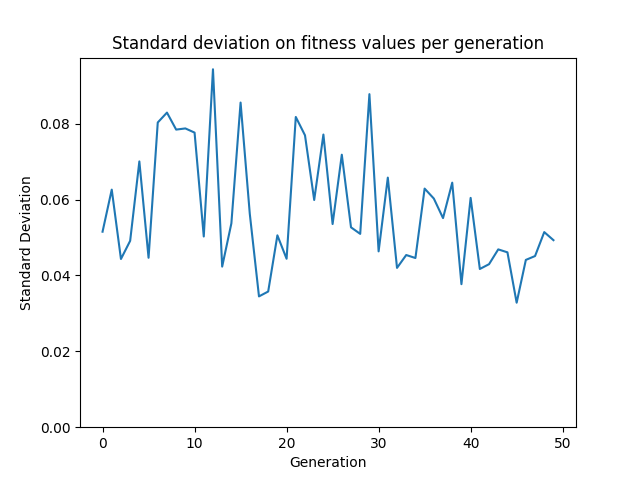 Standard deviation on fitness values per generation
0.08
0.06
0.04
0.02
0.00
Standard Deviation
0 10 20 30 40 50
Generation